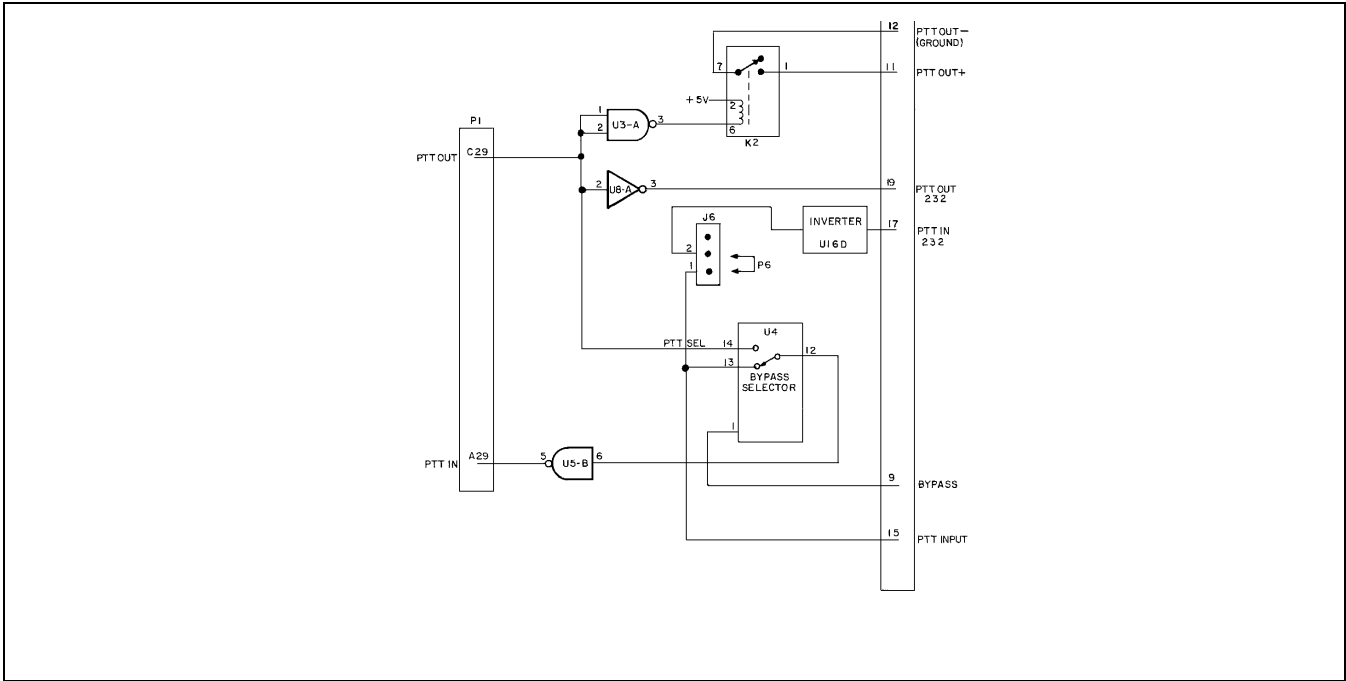 12
PTT OUT—
(GROUND)
7
1
11
PTT OUT+
+5V
2
6
K2
1
2
U3-A
3
P1
PTT OUT
C29
2
U8-A
3
19
PTT OUT
232
J6
INVERTER
U16D
17
PTT IN
232
2
1
P6
U4
PTT SEL
14
12
13
BYPASS
SELECTOR
1
PTT IN
A29
5
U5-B
6
9
BYPASS
15
PTT INPUT